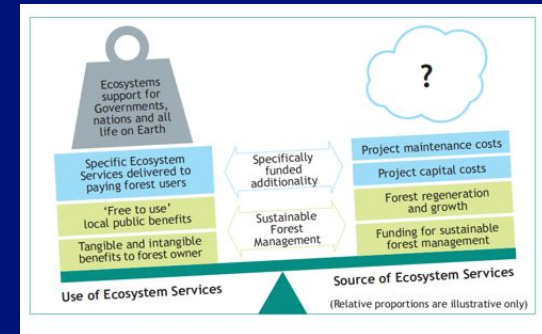 Ecosystems
support for
Governments,
nations and all
life on Earth
?
Specific Ecosystem
Services delivered to
paying forest users
Specifically
funded
additionality
Project maintenance costs
Project capital costs
'Free to use'
local public benefits
Sustainable
Forest
Management
Forest regeneration
and growth
Tangible and intangible
benefits to forest owner
Funding for sustainable
forest management
Use of Ecosystem Services
Source of Ecosystem Services
(Relative proportions are illustrative only)